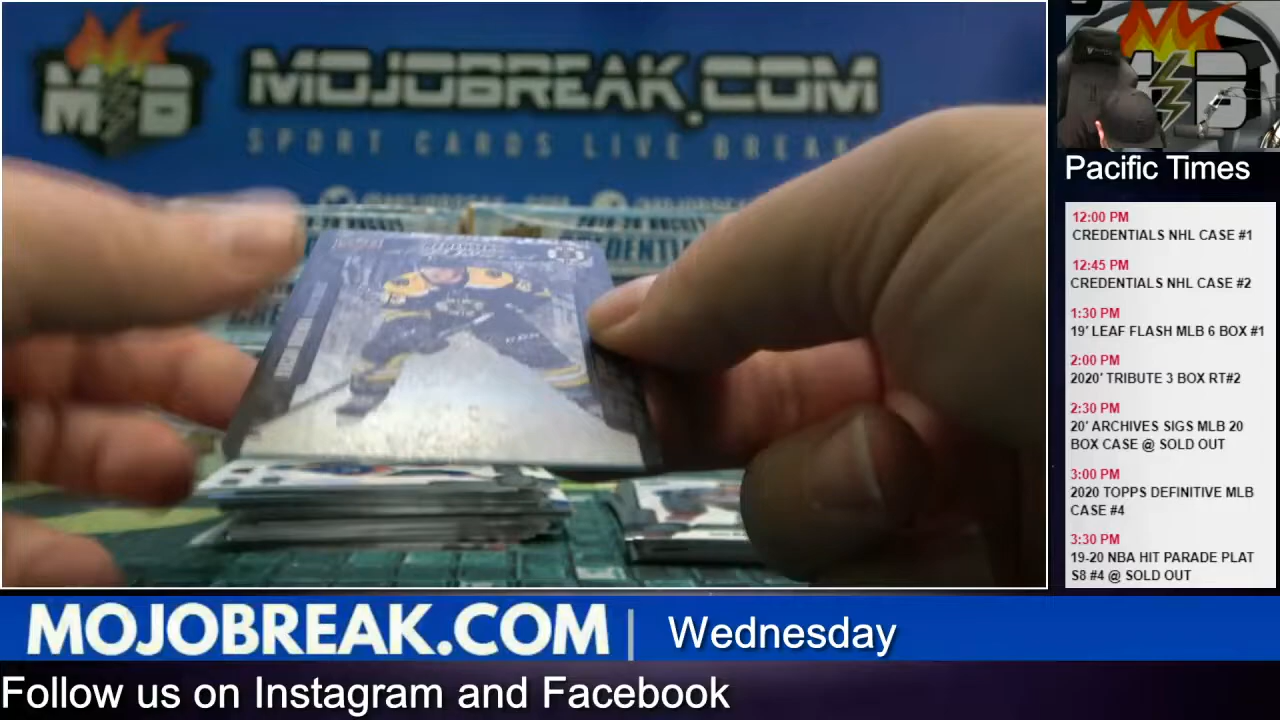 MB
MOJOBREAK.COM
SPORT CARDS LIVE BREAK
Pacific Times
12:00 PM
CREDENTIALS NHL CASE #1
12:45 PM
CREDENTIALS NHL CASE #2
1:30 PM
19' LEAF FLASH MLB 6 BOX #1
2:00 PM
2020' TRIBUTE 3 BOX RT#2
2:30 PM
20' ARCHIVES SIGS MLB 20
BOX CASE @ SOLD OUT
3:00 PM
2020 TOPPS DEFINITIVE MLB
CASE #4
3:30 PM
19-20 NBA HIT PARADE PLAT
S8 #4 @ SOLD OUT
MOJOBREAK.COM | Wednesday
Follow us on Instagram and Facebook